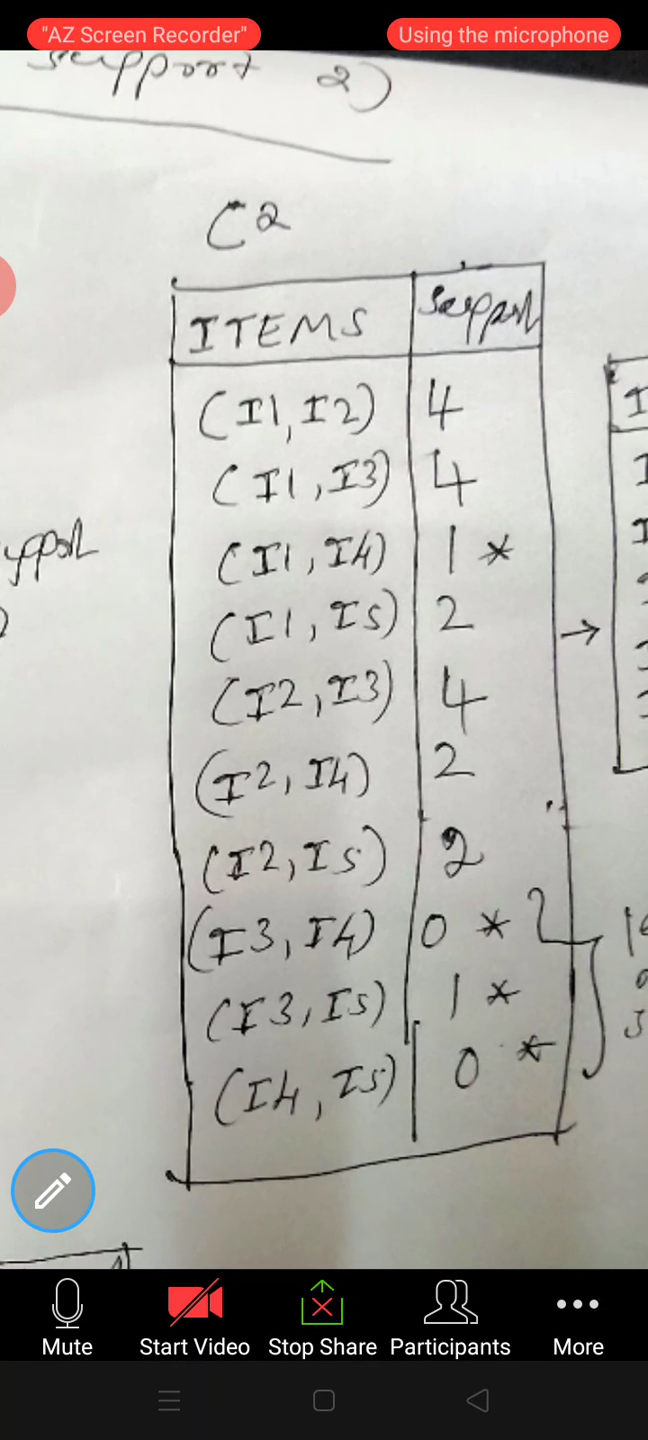 "AZ Screen Recorder"
Using the microphone
support 2)
C2
ITEMS Support
(I1, I2) 4
(I1, I3) 4
(I1, I4) 1 *
(I1, I5) 2
(I2, I3) 4
(I2, I4) 2
(I2, I5) 2
(I3, I4) 0 *
(I3, I5) 1 *
(I4, I5) 0 *
→
Mute
Start Video
Stop Share
Participants
More